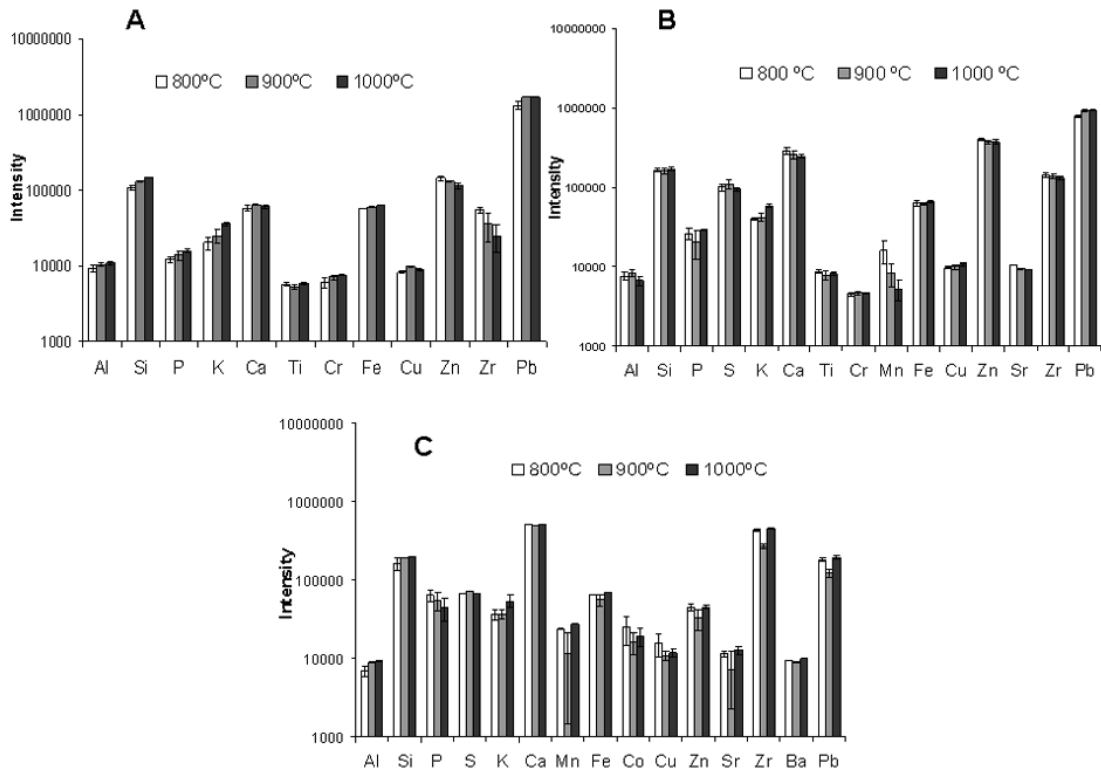 A
10000000
1000000
100000
10000
1000
Intensity
800ºC 900ºC 1000ºC
Al Si P K Ca Ti Cr Fe Cu Zn Zr Pb
B
10000000
1000000
100000
10000
1000
Intensity
800 ºC 900 ºC 1000 ºC
Al Si P S K Ca Ti Cr Mn Fe Cu Zn Sr Zr Pb
C
10000000
1000000
100000
10000
1000
Intensity
800ºC 900ºC 1000ºC
Al Si P S K Ca Mn Fe Co Cu Zn Sr Zr Ba Pb